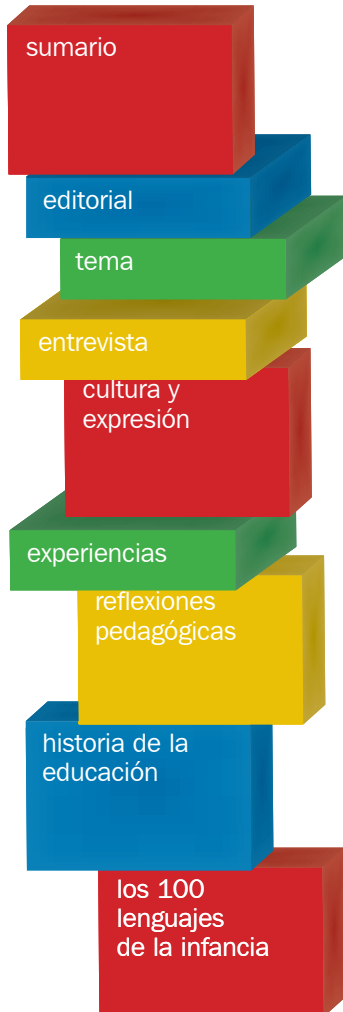 sumario
editorial
tema
entrevista
cultura y
expresión
experiencias
reflexiones
pedagógicas
historia de la
educación
los 100
lenguajes
de la infancia